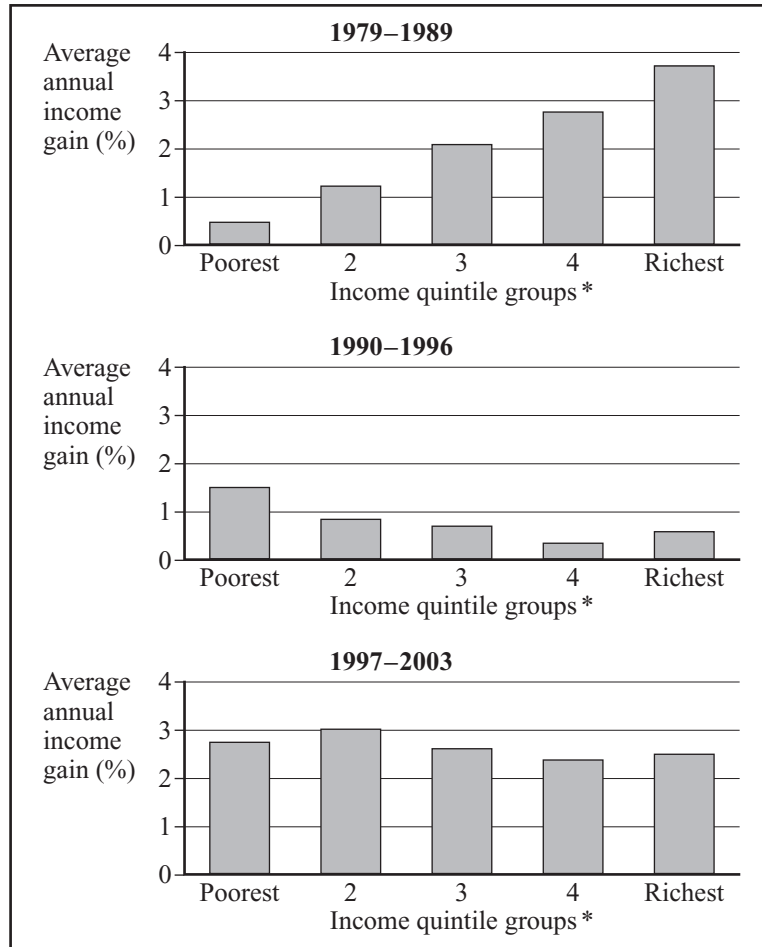 1979–1989
Average
annual
income
gain (%)
4
3
2
1
0
Poorest 2 3 4 Richest
Income quintile groups *
1990–1996
Average
annual
income
gain (%)
4
3
2
1
0
Poorest 2 3 4 Richest
Income quintile groups *
1997–2003
Average
annual
income
gain (%)
4
3
2
1
0
Poorest 2 3 4 Richest
Income quintile groups *